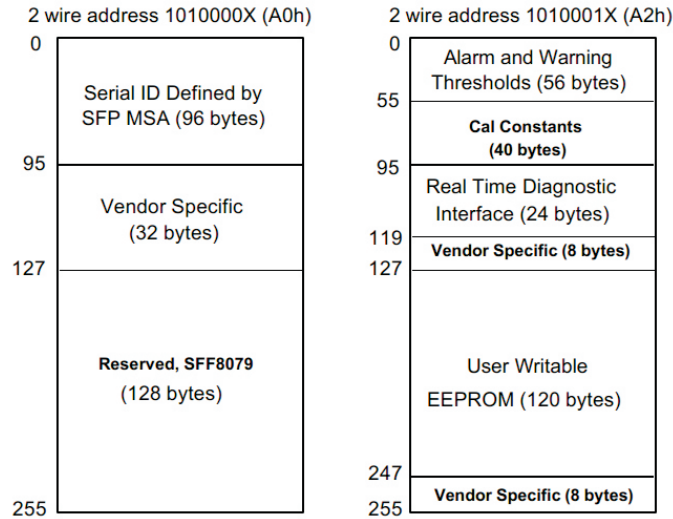 2 wire address 1010000X (A0h)
0
Serial ID Defined by
SFP MSA (96 bytes)
95
Vendor Specific
(32 bytes)
127
Reserved, SFF8079
(128 bytes)
255
2 wire address 1010001X (A2h)
0
Alarm and Warning
Thresholds (56 bytes)
55
Cal Constants
(40 bytes)
95
Real Time Diagnostic
Interface (24 bytes)
119
Vendor Specific (8 bytes)
127
User Writable
EEPROM (120 bytes)
247
Vendor Specific (8 bytes)
255